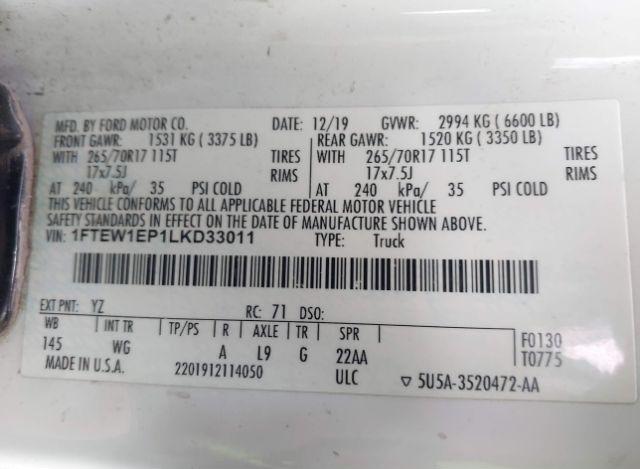 MFD. BY FORD MOTOR CO. DATE: 12/19 GVWR: 2994 KG ( 6600 LB)
FRONT GAWR: 1531 KG ( 3375 LB) REAR GAWR: 1520 KG ( 3350 LB)
WITH 265/70R17 115T TIRES WITH 265/70R17 115T TIRES
17x7.5J RIMS 17x7.5J RIMS
AT 240 kPa/ 35 PSI COLD AT 240 kPa/ 35 PSI COLD
THIS VEHICLE CONFORMS TO ALL APPLICABLE FEDERAL MOTOR VEHICLE
SAFETY STANDARDS IN EFFECT ON THE DATE OF MANUFACTURE SHOWN ABOVE.
VIN: 1FTEW1EP1LKD33011 TYPE: Truck
EXT PNT: YZ RC: 71 DSO:
WB INT TR TP/PS R AXLE TR SPR F0130
145 WG A L9 G 22AA T0775
MADE IN U.S.A. 2201912114050 ULC ▽ 5U5A-3520472-AA